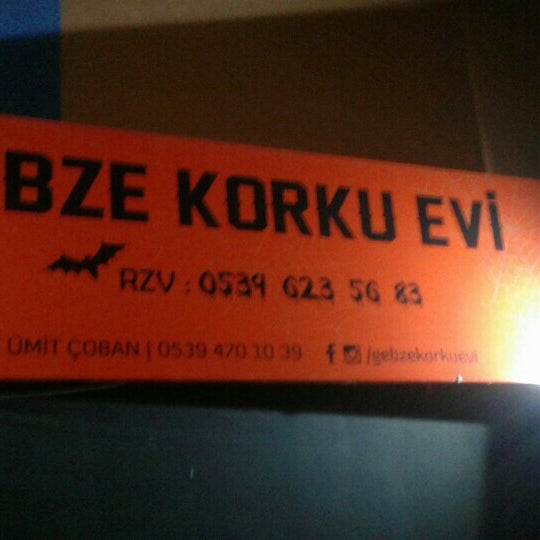 BZE KORKU EVİ
RZV : 0539 623 56 83
ÜMİT ÇOBAN | 0539 470 10 39 f /gebzekorkuevi